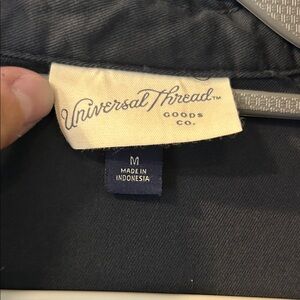 Universal Thread™
GOODS
CO.
M
MADE IN
INDONESIA